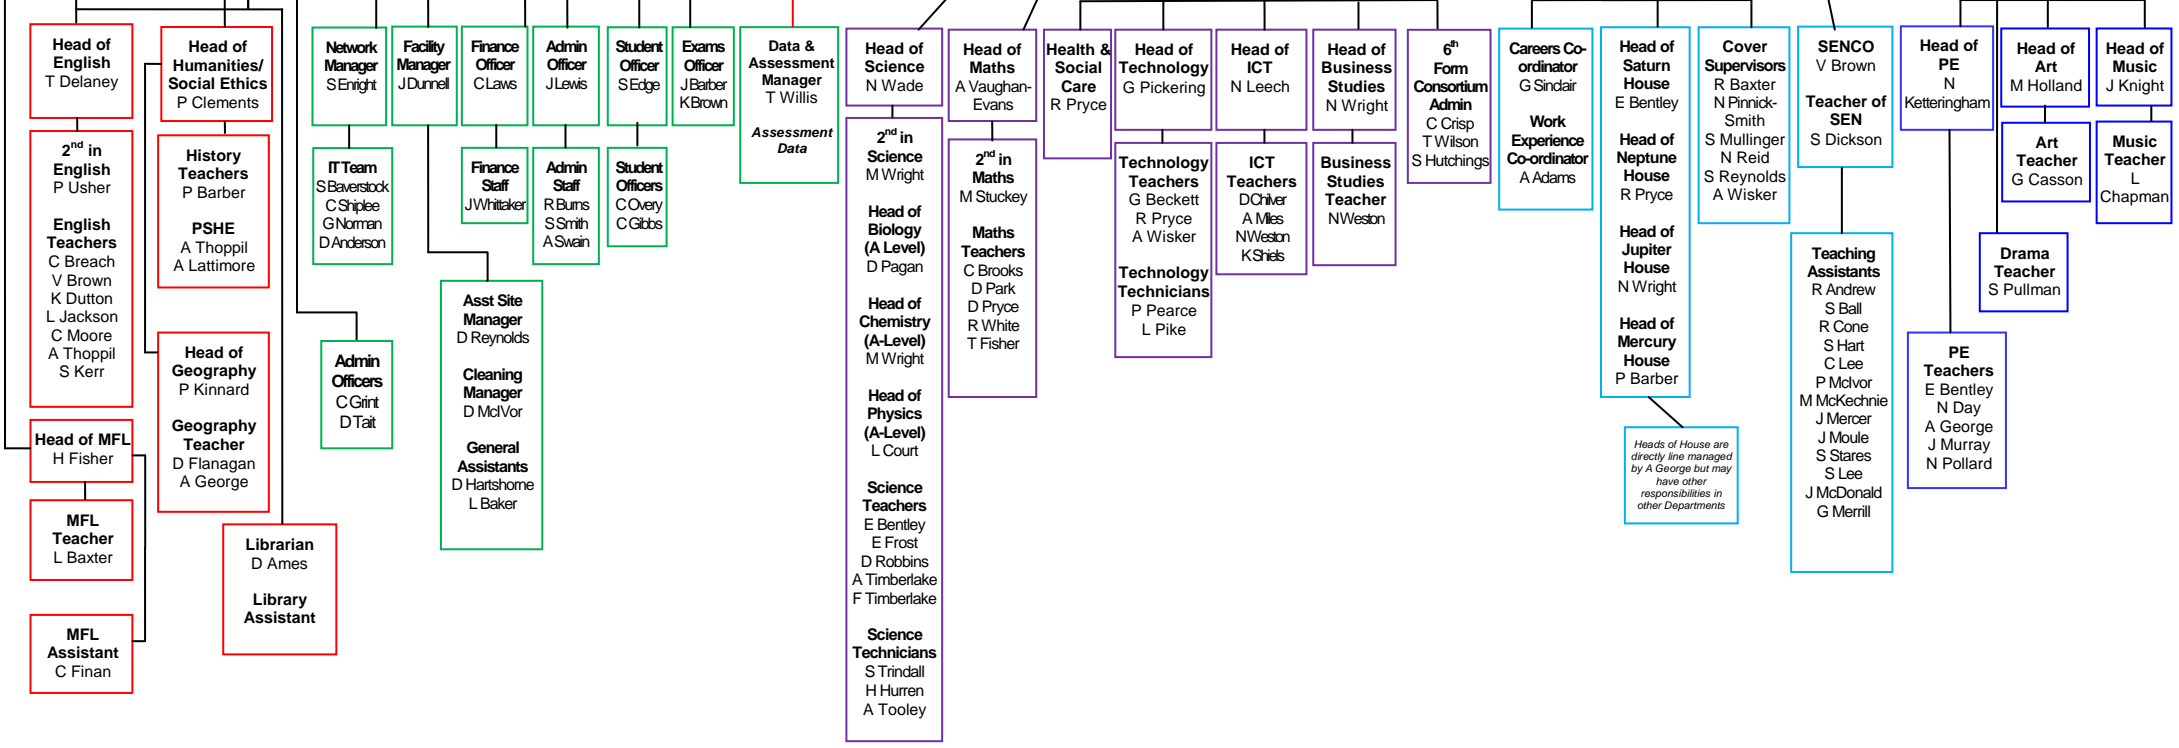 Head of
English
T Delaney
2nd in
English
P Usher
English
Teachers
C Breach
V Brown
K Dutton
L Jackson
C Moore
A Thoppil
S Kerr
Head of MFL
H Fisher
MFL
Teacher
L Baxter
MFL
Assistant
C Finan
Head of
Humanities/
Social Ethics
P Clements
History
Teachers
P Barber
PSHE
A Thoppil
A Lattimore
Head of
Geography
P Kinnard
Geography
Teacher
D Flanagan
A George
Librarian
D Ames
Library
Assistant
Network
Manager
S Enright
IT Team
S Baverstock
C Shiplee
G Norman
D Anderson
Admin
Officers
C Grint
D Tait
Facility
Manager
J Dunnell
Asst Site
Manager
D Reynolds
Cleaning
Manager
D McIVor
General
Assistants
D Hartshorne
L Baker
Finance
Officer
C Laws
Finance
Staff
J Whittaker
Admin
Officer
J Lewis
Admin
Staff
R Burns
S Smith
A Swain
Student
Officer
S Edge
Student
Officers
C Overy
C Gibbs
Exams
Officer
J Barber
K Brown
Data &
Assessment
Manager
T Willis
Assessment
Data
Head of
Science
N Wade
2nd in
Science
M Wright
Head of
Biology
(A Level)
D Pagan
Head of
Chemistry
(A-Level)
M Wright
Head of
Physics
(A-Level)
L Court
Science
Teachers
E Bentley
E Frost
D Robbins
A Timberlake
F Timberlake
Science
Technicians
S Trindall
H Hurren
A Tooley
Head of
Maths
A Vaughan-
Evans
2nd in
Maths
M Stuckey
Maths
Teachers
C Brooks
D Park
D Pryce
R White
T Fisher
Health &
Social
Care
R Pryce
Head of
Technology
G Pickering
Technology
Teachers
G Beckett
R Pryce
A Wisker
Technology
Technicians
P Pearce
L Pike
Head of
ICT
N Leech
ICT
Teachers
D Chilver
A Miles
N Weston
K Shiels
Head of
Business
Studies
N Wright
Business
Studies
Teacher
N Weston
6th
Form
Consortium
Admin
C Crisp
T Wilson
S Hutchings
Careers Co-
ordinator
G Sinclair
Work
Experience
Co-ordinator
A Adams
Head of
Saturn
House
E Bentley
Head of
Neptune
House
R Pryce
Head of
Jupiter
House
N Wright
Head of
Mercury
House
P Barber
Heads of House are
directly line managed
by A George but may
have other
responsibilities in
other Departments
Cover
Supervisors
R Baxter
N Pinnick-
Smith
S Mullinger
N Reid
S Reynolds
A Wisker
SENCO
V Brown
Teacher of
SEN
S Dickson
Teaching
Assistants
R Andrew
S Ball
R Cone
S Hart
C Lee
P McIvor
M McKechnie
J Mercer
J Moule
S Stares
S Lee
J McDonald
G Merrill
Head of
PE
N
Ketteringham
PE
Teachers
E Bentley
N Day
A George
J Murray
N Pollard
Drama
Teacher
S Pullman
Head of
Art
M Holland
Art
Teacher
G Casson
Head of
Music
J Knight
Music
Teacher
L
Chapman